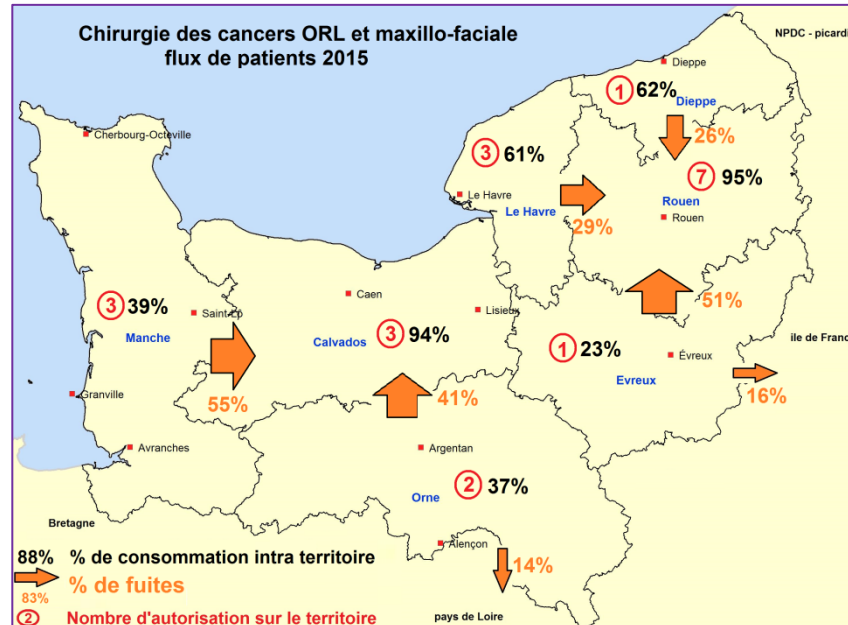 Chirurgie des cancers ORL et maxillo-faciale
flux de patients 2015
NPDC - picardi
Dieppe
1 62%
Dieppe
26%
Cherbourg-Octeville
3 61%
7 95%
Le Havre
Rouen
Le Havre
29%
Rouen
51%
Caen
3 39%
Saint-Lô
Lisieux
Manche
3 94%
Calvados
ile de Franc
1 23%
Évreux
Evreux
16%
Granville
55%
41%
Avranches
Argentan
2 37%
Orne
Bretagne
Alençon
14%
88% % de consommation intra territoire
% de fuites
83%
2 Nombre d'autorisation sur le territoire
pays de Loire